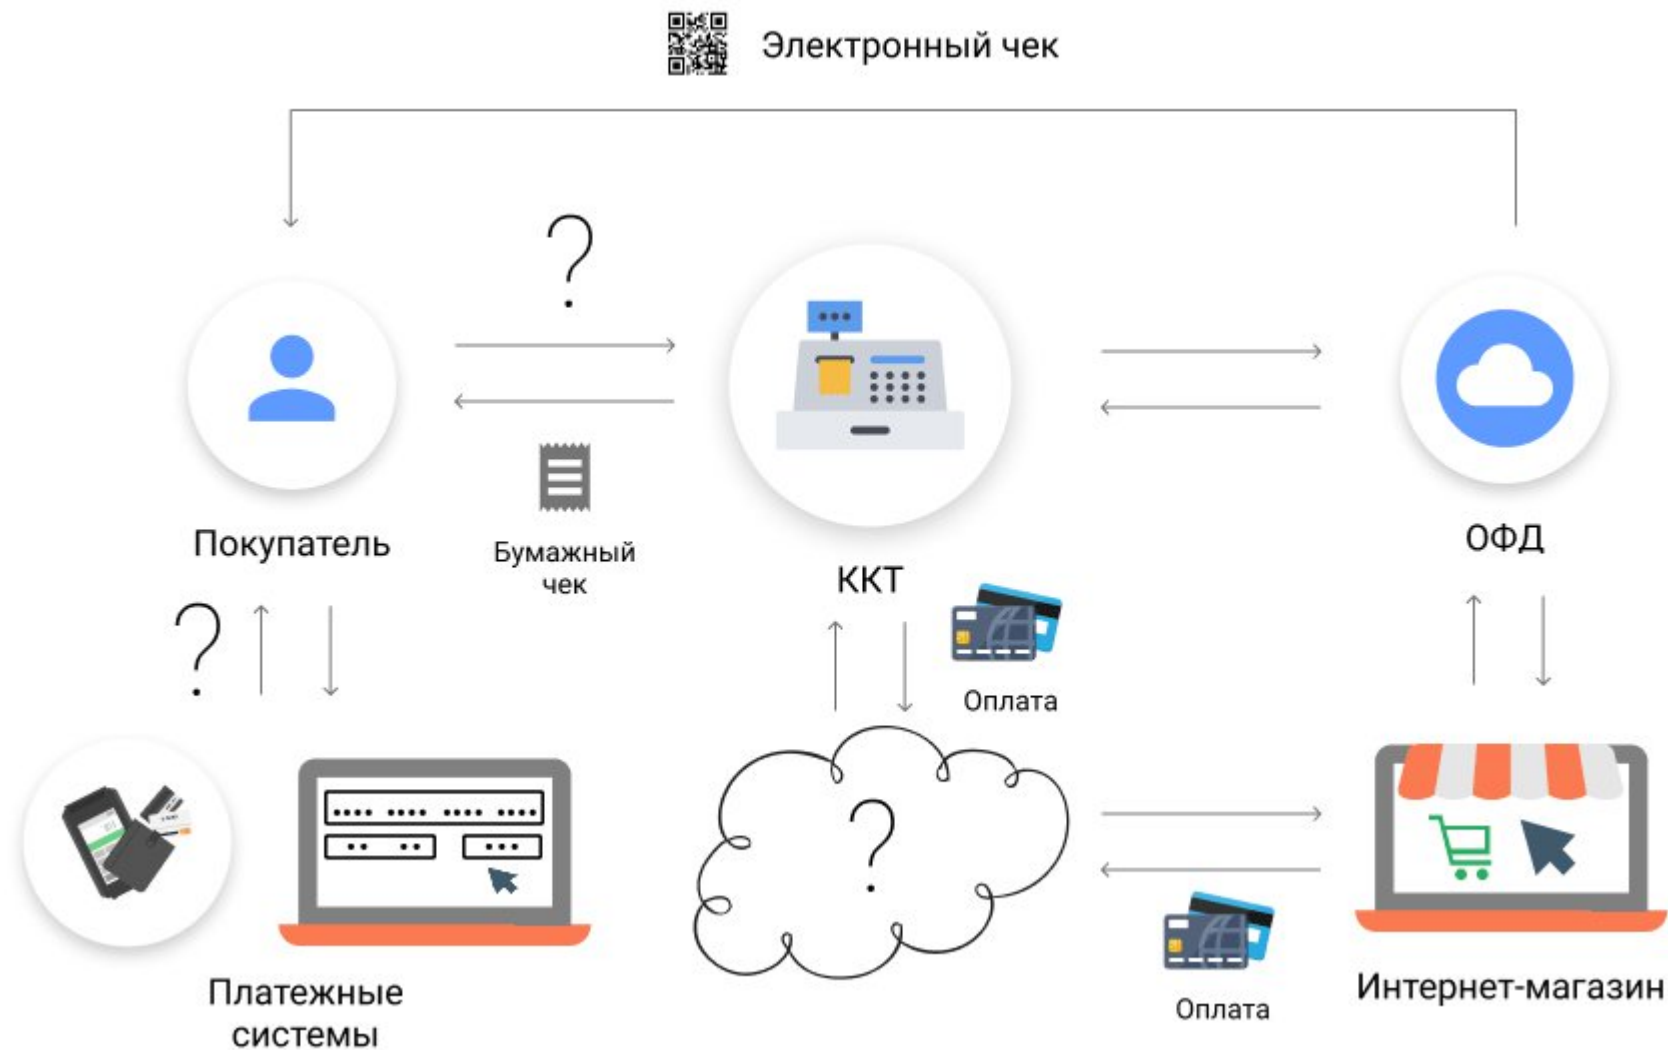 Электронный чек
?
Покупатель
Бумажный
чек
ККТ
ОФД
?
Оплата
?
Оплата
Платежные
системы
Интернет-магазин